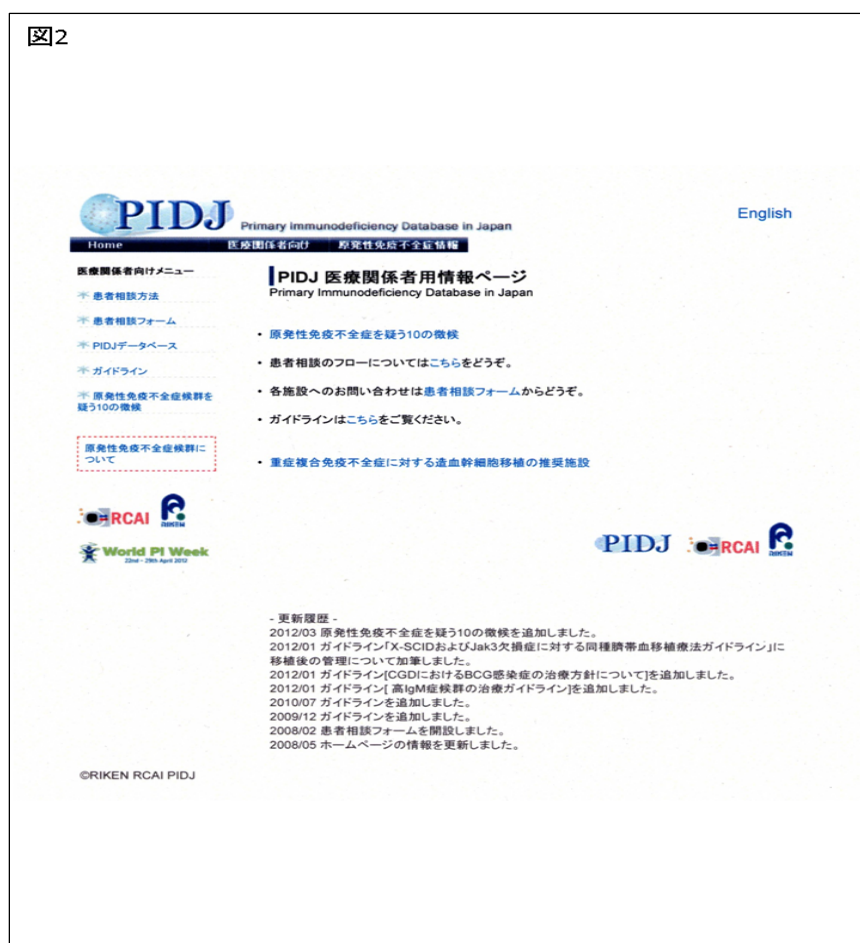 図2
PIDJ Primary Immunodeficiency Database in Japan
English
Home 医療関係者向け 原発性免疫不全症情報
医療関係者向けメニュー
患者相談方法
患者相談フォーム
PIDJデータベース
ガイドライン
原発性免疫不全症候群を
疑う10の徴候
原発性免疫不全症候群に
ついて
RCAI RIKEN
World PI Week
22nd - 29th April 2012
PIDJ 医療関係者用情報ページ
Primary Immunodeficiency Database in Japan
・ 原発性免疫不全症を疑う10の徴候
・ 患者相談のフローについてはこちらをどうぞ。
・ 各施設へのお問い合わせは患者相談フォームからどうぞ。
・ ガイドラインはこちらをご覧ください。
・ 重症複合免疫不全症に対する造血幹細胞移植の推奨施設
PIDJ RCAI RIKEN
- 更新履歴 -
2012/03 原発性免疫不全症を疑う10の徴候を追加しました。
2012/01 ガイドライン「X-SCIDおよびJak3欠損症に対する同種臍帯血移植療法ガイドライン」に
移植後の管理について加筆しました。
2012/01 ガイドライン[CGDにおけるBCG感染症の治療方針について]を追加しました。
2012/01 ガイドライン[ 高IgM症候群の治療ガイドライン]を追加しました。
2010/07 ガイドラインを追加しました。
2009/12 ガイドラインを追加しました。
2008/02 患者相談フォームを開設しました。
2008/05 ホームページの情報を更新しました。
©RIKEN RCAI PIDJ